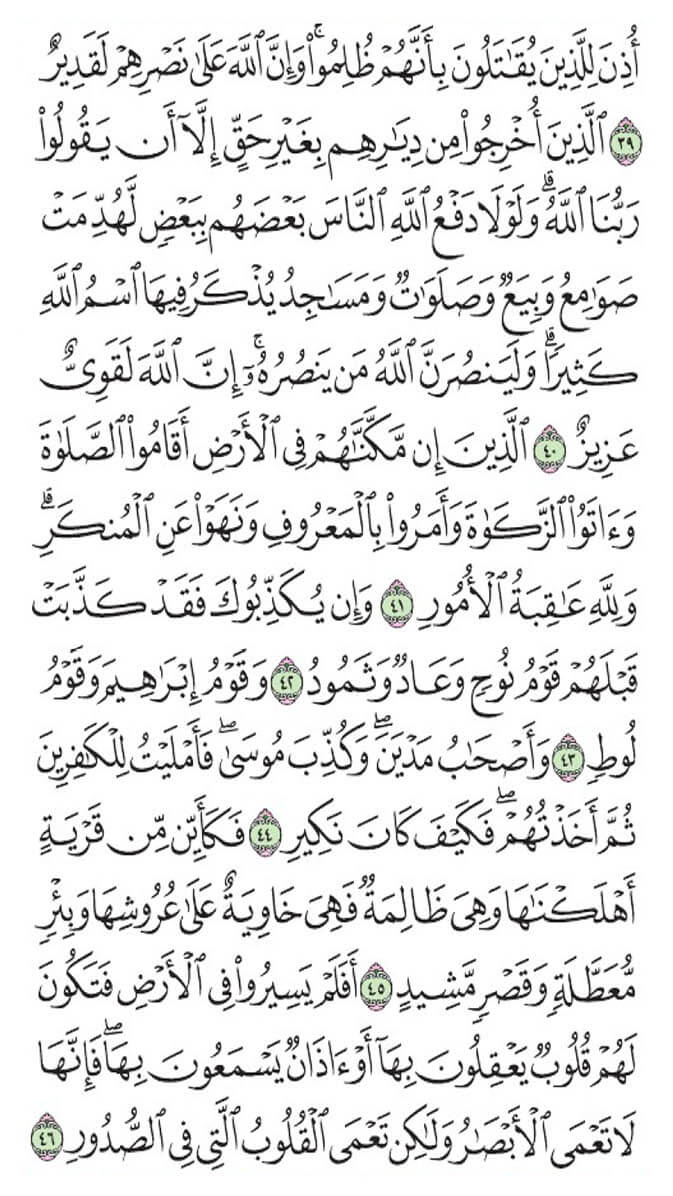 أُذِنَ لِلَّذِينَ يُقَٰتَلُونَ بِأَنَّهُمْ ظُلِمُوا۟ ۚ وَإِنَّ ٱللَّهَ عَلَىٰ نَصْرِهِمْ لَقَدِيرٌ
٣٩ ٱلَّذِينَ أُخْرِجُوا۟ مِن دِيَٰرِهِم بِغَيْرِ حَقٍّ إِلَّآ أَن يَقُولُوا۟
رَبُّنَا ٱللَّهُ ۗ وَلَوْلَا دَفْعُ ٱللَّهِ ٱلنَّاسَ بَعْضَهُم بِبَعْضٍ لَّهُدِّمَتْ
صَوَٰمِعُ وَبِيَعٌ وَصَلَوَٰتٌ وَمَسَٰجِدُ يُذْكَرُ فِيهَا ٱسْمُ ٱللَّهِ
كَثِيرًا ۗ وَلَيَنصُرَنَّ ٱللَّهُ مَن يَنصُرُهُۥٓ ۚ إِنَّ ٱللَّهَ لَقَوِىٌّ
عَزِيزٌ ٤٠ ٱلَّذِينَ إِن مَّكَّنَّٰهُمْ فِى ٱلْأَرْضِ أَقَامُوا۟ ٱلصَّلَوٰةَ
وَءَاتَوُا۟ ٱلزَّكَوٰةَ وَأَمَرُوا۟ بِٱلْمَعْرُوفِ وَنَهَوْا۟ عَنِ ٱلْمُنكَرِ ۗ
وَلِلَّهِ عَٰقِبَةُ ٱلْأُمُورِ ٤١ وَإِن يُكَذِّبُوكَ فَقَدْ كَذَّبَتْ
قَبْلَهُمْ قَوْمُ نُوحٍ وَعَادٌ وَثَمُودُ ٤٢ وَقَوْمُ إِبْرَٰهِيمَ وَقَوْمُ
لُوطٍ ٤٣ وَأَصْحَٰبُ مَدْيَنَ ۖ وَكُذِّبَ مُوسَىٰ ۖ فَأَمْلَيْتُ لِلْكَٰفِرِينَ
ثُمَّ أَخَذْتُهُمْ ۖ فَكَيْفَ كَانَ نَكِيرِ ٤٤ فَكَأَيِّن مِّن قَرْيَةٍ
أَهْلَكْنَٰهَا وَهِىَ ظَالِمَةٌ فَهِىَ خَاوِيَةٌ عَلَىٰ عُرُوشِهَا وَبِئْرٍ
مُّعَطَّلَةٍ وَقَصْرٍ مَّشِيدٍ ٤٥ أَفَلَمْ يَسِيرُوا۟ فِى ٱلْأَرْضِ فَتَكُونَ
لَهُمْ قُلُوبٌ يَعْقِلُونَ بِهَآ أَوْ ءَاذَانٌ يَسْمَعُونَ بِهَا ۖ فَإِنَّهَا
لَا تَعْمَى ٱلْأَبْصَٰرُ وَلَٰكِن تَعْمَى ٱلْقُلُوبُ ٱلَّتِى فِى ٱلصُّدُورِ ٤٦